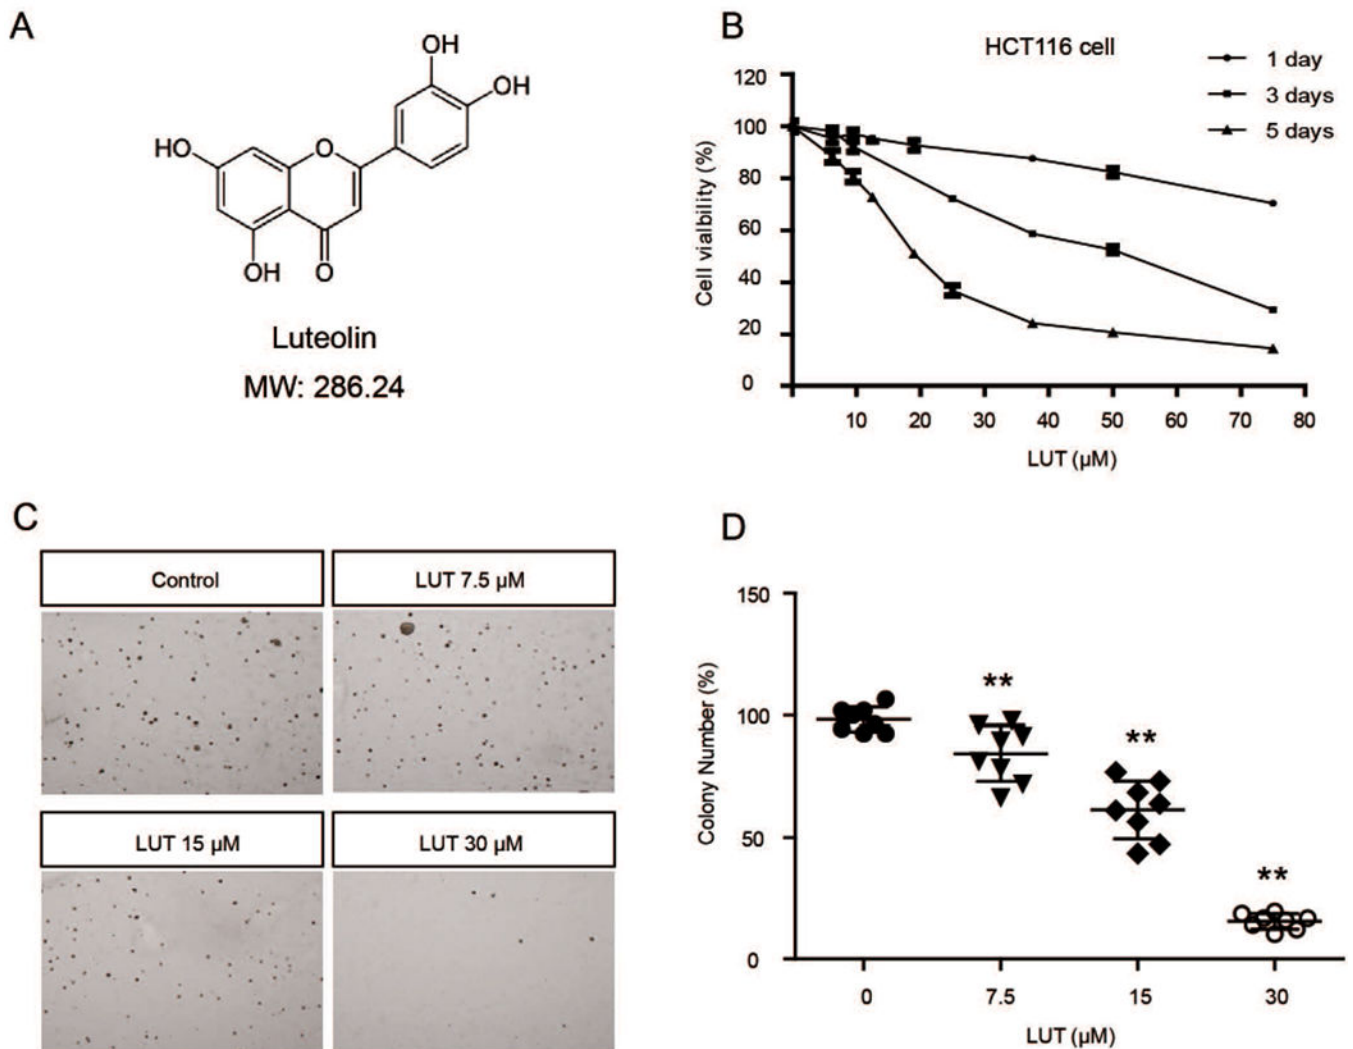 A
OH
OH
HO
O
OH
O
Luteolin
MW: 286.24
B
HCT116 cell
1 day
3 days
5 days
120
100
80
60
40
20
0
Cell vialbility (%)
10 20 30 40 50 60 70 80
LUT (μM)
C
Control
LUT 7.5 μM
LUT 15 μM
LUT 30 μM
D
150
100
50
0
Colony Number (%)
**
**
**
0 7.5 15 30
LUT (μM)